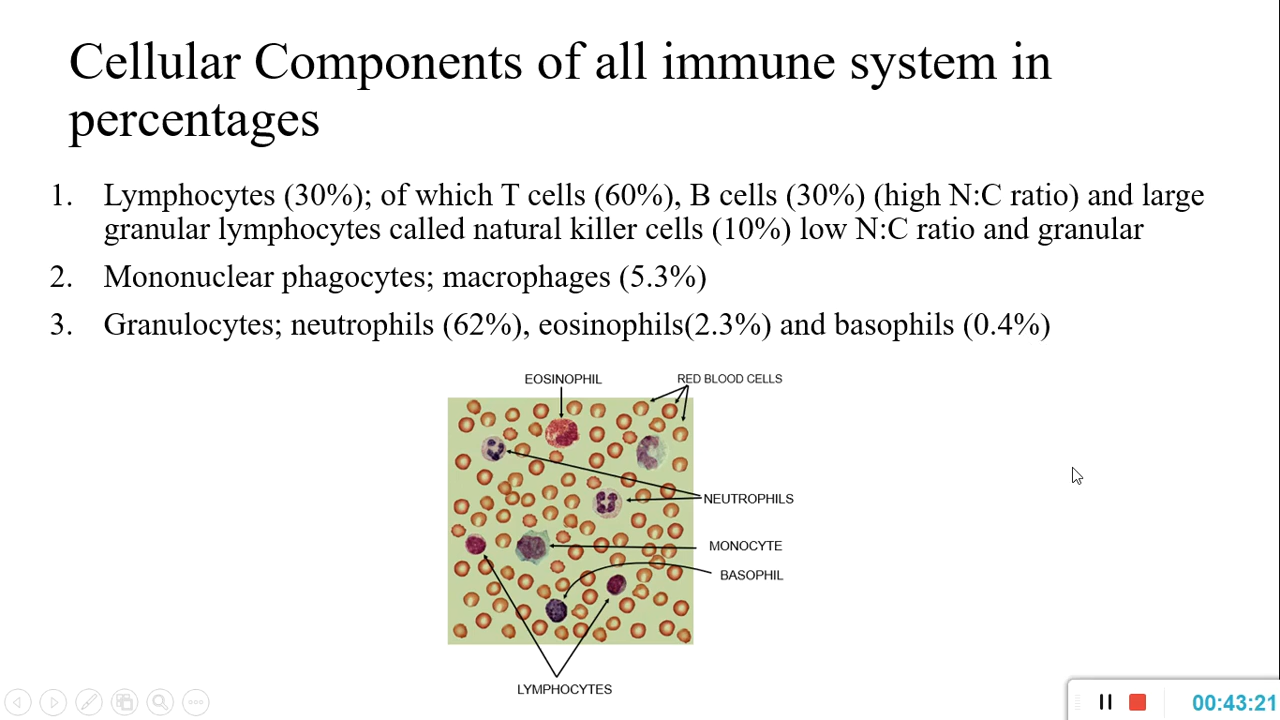 Cellular Components of all immune system in
percentages
1. Lymphocytes (30%); of which T cells (60%), B cells (30%) (high N:C ratio) and large
granular lymphocytes called natural killer cells (10%) low N:C ratio and granular
2. Mononuclear phagocytes; macrophages (5.3%)
3. Granulocytes; neutrophils (62%), eosinophils(2.3%) and basophils (0.4%)
EOSINOPHIL
RED BLOOD CELLS
NEUTROPHILS
MONOCYTE
BASOPHIL
LYMPHOCYTES
00:43:21